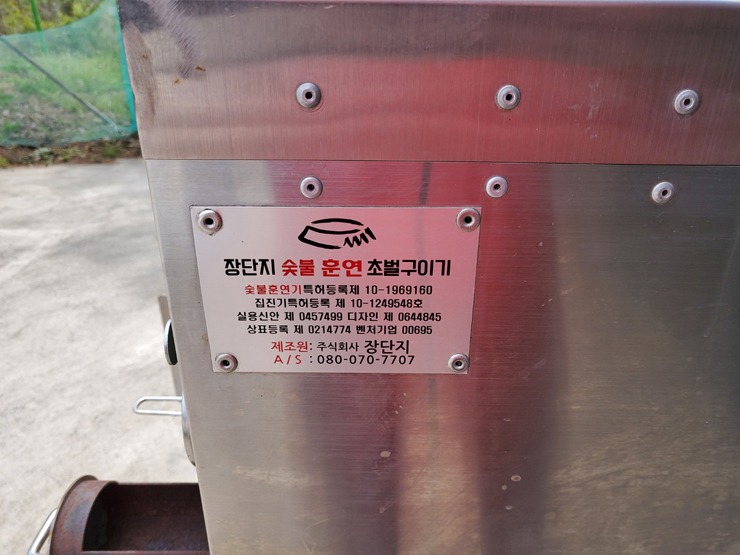 장단지 숯불 훈연 초벌구이기
숯불훈연기특허등록제 10-1969160
집진기특허등록 제 10-1249548호
실용신안 제 0457499 디자인 제 0644845
상표등록 제 0214774 벤처기업 00695
제조원 : 주식회사 장단지
A/S : 080-070-7707